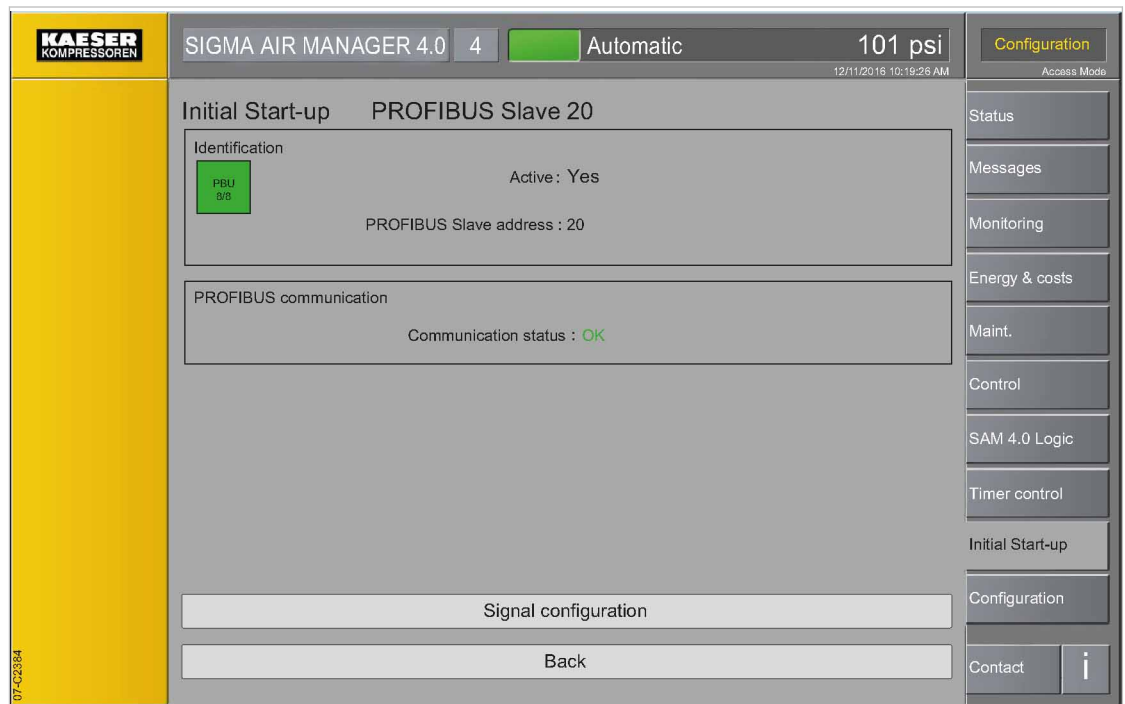 KAESER
KOMPRESSOREN
SIGMA AIR MANAGER 4.0 4 Automatic 101 psi
12/11/2016 10:19:26 AM
Configuration
Access Mode
Initial Start-up PROFIBUS Slave 20
Identification
PBU
8/8
Active: Yes
PROFIBUS Slave address : 20
PROFIBUS communication
Communication status : OK
Signal configuration
Back
Status
Messages
Monitoring
Energy & costs
Maint.
Control
SAM 4.0 Logic
Timer control
Initial Start-up
Configuration
Contact i
07-C2384